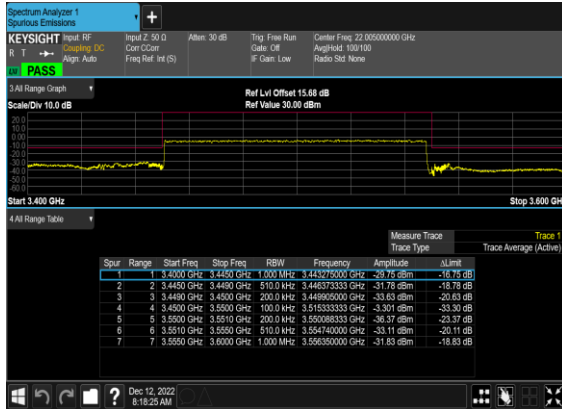 Spectrum Analyzer 1
Spurious Emissions
KEYSIGHT Input: RF Input Z: 50 Ω Atten: 30 dB Trig: Free Run Center Freq: 22.005000000 GHz
R T Coupling: DC Corr CCorr Gate: Off Avg|Hold: 100/100
Align: Auto Freq Ref: Int (S) IF Gain: Low Radio Std: None
PASS
3 All Range Graph
Ref Lvl Offset 15.68 dB
Scale/Div 10.0 dB Ref Value 30.00 dBm
20.0
10.0
0.00
-10.0
-20.0
-30.0
-40.0
-50.0
-60.0
Start 3.400 GHz Stop 3.600 GH
4 All Range Table
Measure Trace Trace 1
Trace Type Trace Average (Active)
Spur Range Start Freq Stop Freq RBW Frequency Amplitude ΔLimit
1 1 3.4000 GHz 3.4450 GHz 1.000 MHz 3.443275000 GHz -29.75 dBm -16.75 dB
2 2 3.4450 GHz 3.4490 GHz 510.0 kHz 3.446373333 GHz -31.78 dBm -18.78 dB
3 3 3.4490 GHz 3.4500 GHz 200.0 kHz 3.449905000 GHz -33.63 dBm -20.63 dB
4 4 3.4500 GHz 3.5500 GHz 100.0 kHz 3.515333333 GHz -3.301 dBm -33.30 dB
5 5 3.5500 GHz 3.5510 GHz 200.0 kHz 3.550088333 GHz -36.37 dBm -23.37 dB
6 6 3.5510 GHz 3.5550 GHz 510.0 kHz 3.554740000 GHz -33.11 dBm -20.11 dB
7 7 3.5550 GHz 3.6000 GHz 1.000 MHz 3.556350000 GHz -31.83 dBm -18.83 dB
? Dec 12, 2022
8:18:25 AM